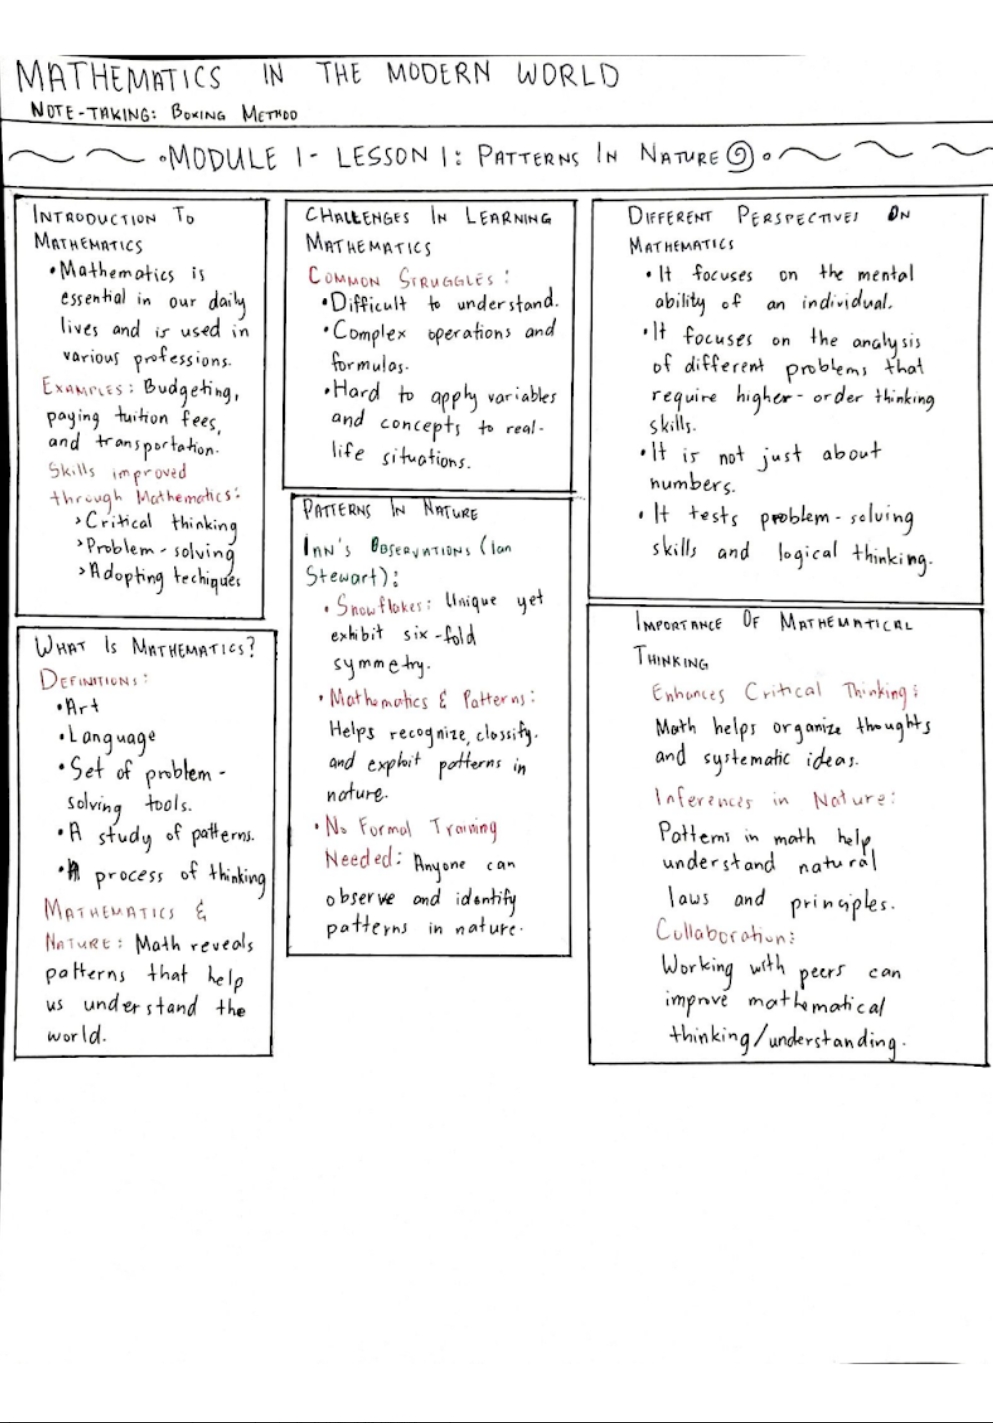 MATHEMATICS IN THE MODERN WORLD
NOTE-TAKING: BOXING METHOD
•MODULE 1- LESSON 1: PATTERNS IN NATURE
INTRODUCTION TO
MATHEMATICS
•Mathematics is
essential in our daily
lives and is used in
various professions.
EXAMPLES: Budgeting,
paying tuition fees,
and transportation.
Skills improved
through Mathematics:
>Critical thinking
>Problem-solving
>Adopting techiques
WHAT IS MATHEMATICS?
DEFINITIONS:
•Art
•Language
•Set of problem-
solving tools.
•A study of patterns.
•A process of thinking
MATHEMATICS &
NATURE: Math reveals
patterns that help
us understand the
world.
CHALLENGES IN LEARNING
MATHEMATICS
COMMON STRUGGLES:
•Difficult to understand.
•Complex operations and
formulas.
•Hard to apply variables
and concepts to real-
life situations.
PATTERNS IN NATURE
IAN'S OBSERVATIONS (Ian
Stewart):
•Snowflakes: Unique yet
exhibit six-fold
symmetry.
•Mathematics & Patterns:
Helps recognize, classify.
and exploit patterns in
nature.
•No Formal Training
Needed: Anyone can
observe and identify
patterns in nature.
DIFFERENT PERSPECTIVES ON
MATHEMATICS
•It focuses on the mental
ability of an individual.
•It focuses on the analysis
of different problems that
require higher-order thinking
skills.
•It is not just about
numbers.
•It tests problem-solving
skills and logical thinking.
IMPORTANCE OF MATHEMATICAL
THINKING
Enhances Critical Thinking:
Math helps organize thoughts
and systematic ideas.
Inferences in Nature:
Patterns in math help
understand natural
laws and principles.
Collaboration:
Working with peers can
improve mathematical
thinking/understanding.